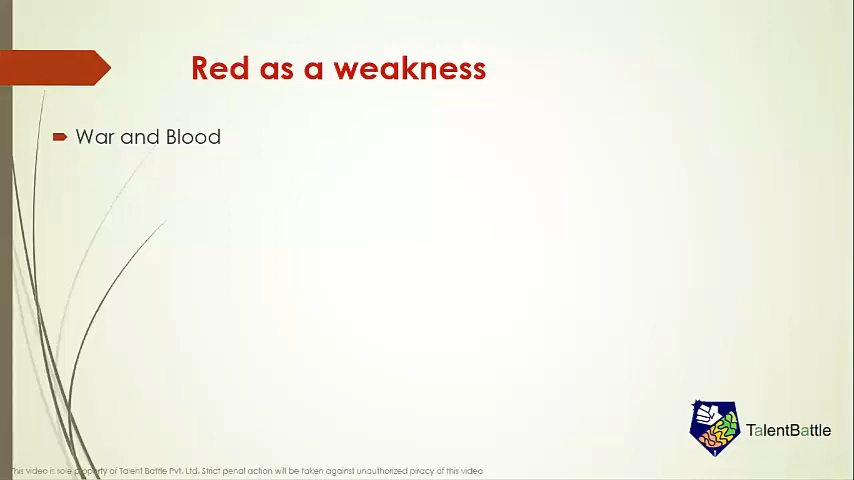 Red as a weakness
War and Blood
TalentBattle
This video is sole property of Talent Battle Pvt. Ltd. Strict penal action will be taken against unauthorized piracy of this video